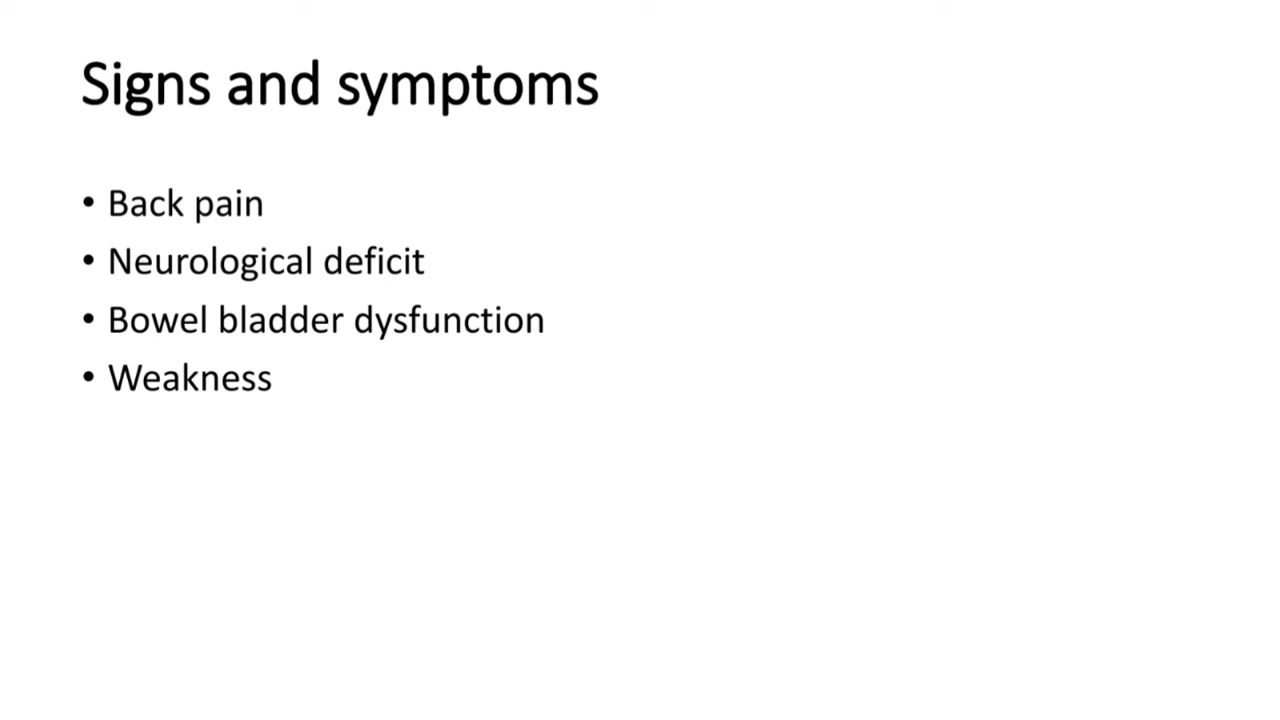 Signs and symptoms
• Back pain
• Neurological deficit
• Bowel bladder dysfunction
• Weakness